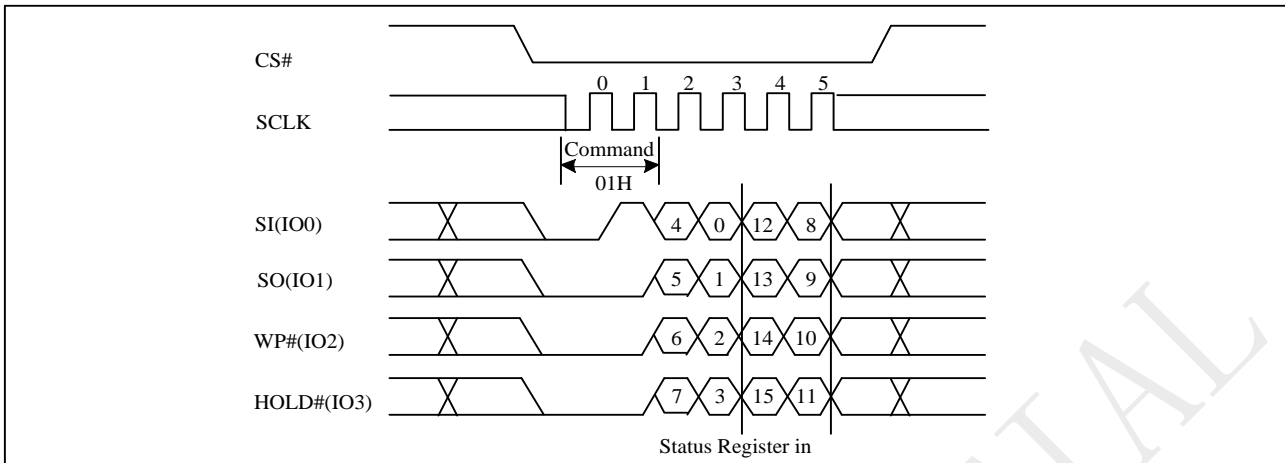 CS#
0 1 2 3 4 5
SCLK
Command
01H
SI(IO0) 4 0 12 8
SO(IO1) 5 1 13 9
WP#(IO2) 6 2 14 10
HOLD#(IO3) 7 3 15 11
Status Register in